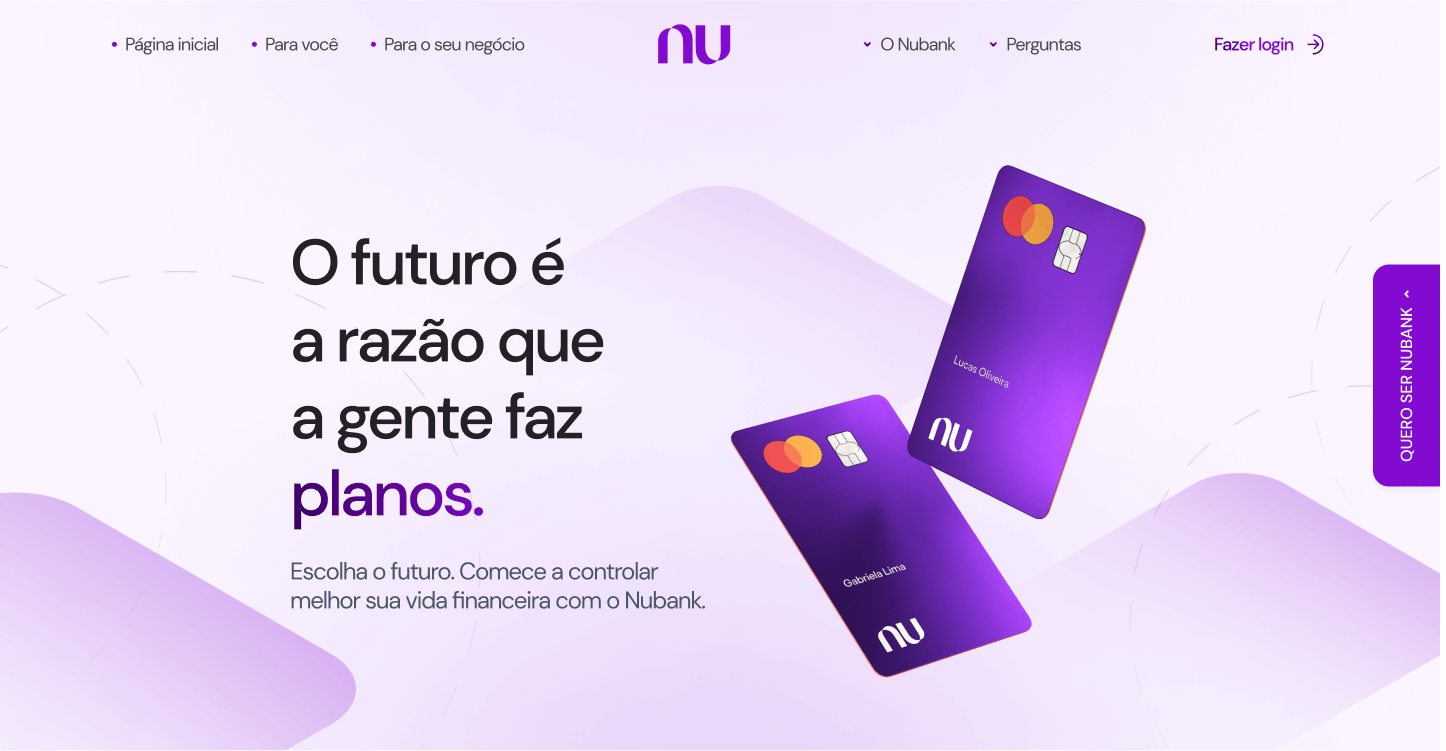 Página inicial
Para você
Para o seu negócio
nu
O Nubank
Perguntas
Fazer login
O futuro é
a razão que
a gente faz
planos.
Escolha o futuro. Comece a controlar
melhor sua vida financeira com o Nubank.
Lucas Oliveira
nu
Gabriela Lima
nu
QUERO SER NUBANK